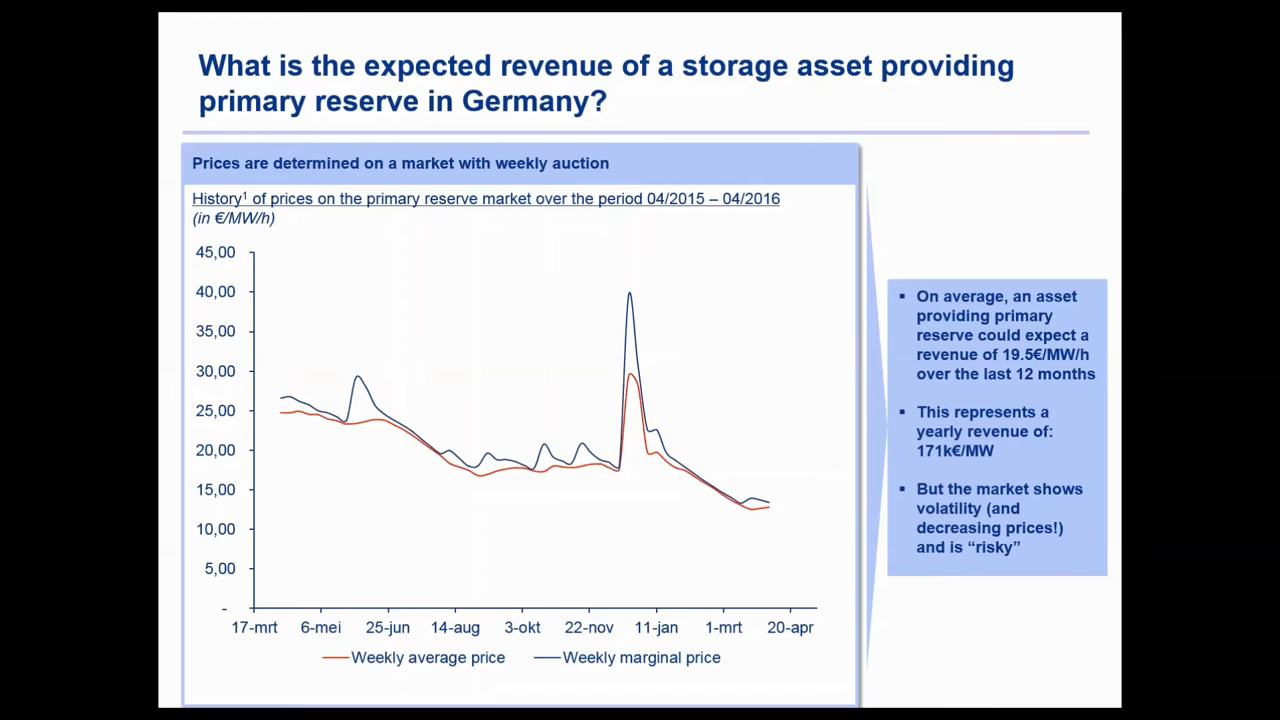 What is the expected revenue of a storage asset providing
primary reserve in Germany?
Prices are determined on a market with weekly auction
History¹ of prices on the primary reserve market over the period 04/2015 – 04/2016
(in €/MW/h)
45,00
40,00
35,00
30,00
25,00
20,00
15,00
10,00
5,00
-
17-mrt 6-mei 25-jun 14-aug 3-okt 22-nov 11-jan 1-mrt 20-apr
Weekly average price Weekly marginal price
▪ On average, an asset
providing primary
reserve could expect a
revenue of 19.5€/MW/h
over the last 12 months
▪ This represents a
yearly revenue of:
171k€/MW
▪ But the market shows
volatility (and
decreasing prices!)
and is “risky”